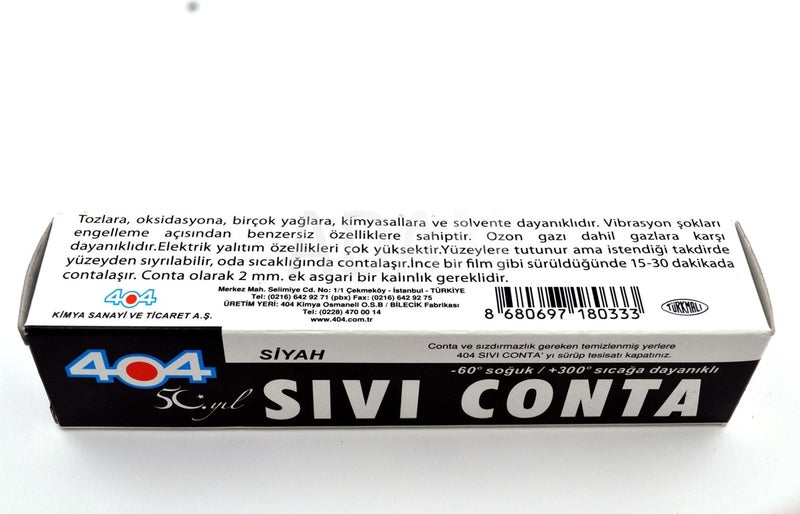 Tozlara, oksidasyona, birçok yağlara, kimyasallara ve solvente dayanıklıdır. Vibrasyon şokları
engelleme açısından benzersiz özelliklere sahiptir. Ozon gazı dahil gazlara karşı
dayanıklıdır.Elektrik yalıtım özellikleri çok yüksektir.Yüzeylere tutunur ama istendiği takdirde
yüzeyden sıyrılabilir, oda sıcaklığında contalaşır.İnce bir film gibi sürüldüğünde 15-30 dakikada
contalaşır. Conta olarak 2 mm. ek asgari bir kalınlık gereklidir.
404
KİMYA SANAYİ VE TİCARET A.Ş.
Merkez Mah. Selimiye Cd. No: 1/1 Çekmeköy - İstanbul - TÜRKİYE
Tel: (0216) 642 92 71 (pbx) Fax: (0216) 642 92 75
ÜRETİM YERİ: 404 Kimya Osmaneli O.S.B / BİLECİK Fabrikası
Tel: (0228) 470 00 14
www.404.com.tr
8 680697 180333
TÜRKMALI
404
50.yıl
SİYAH
Conta ve sızdırmazlık gereken temizlenmiş yerlere
404 SIVI CONTA' yı sürüp tesisatı kapatınız.
-60° soğuk / +300° sıcağa dayanıklı
SIVI CONTA